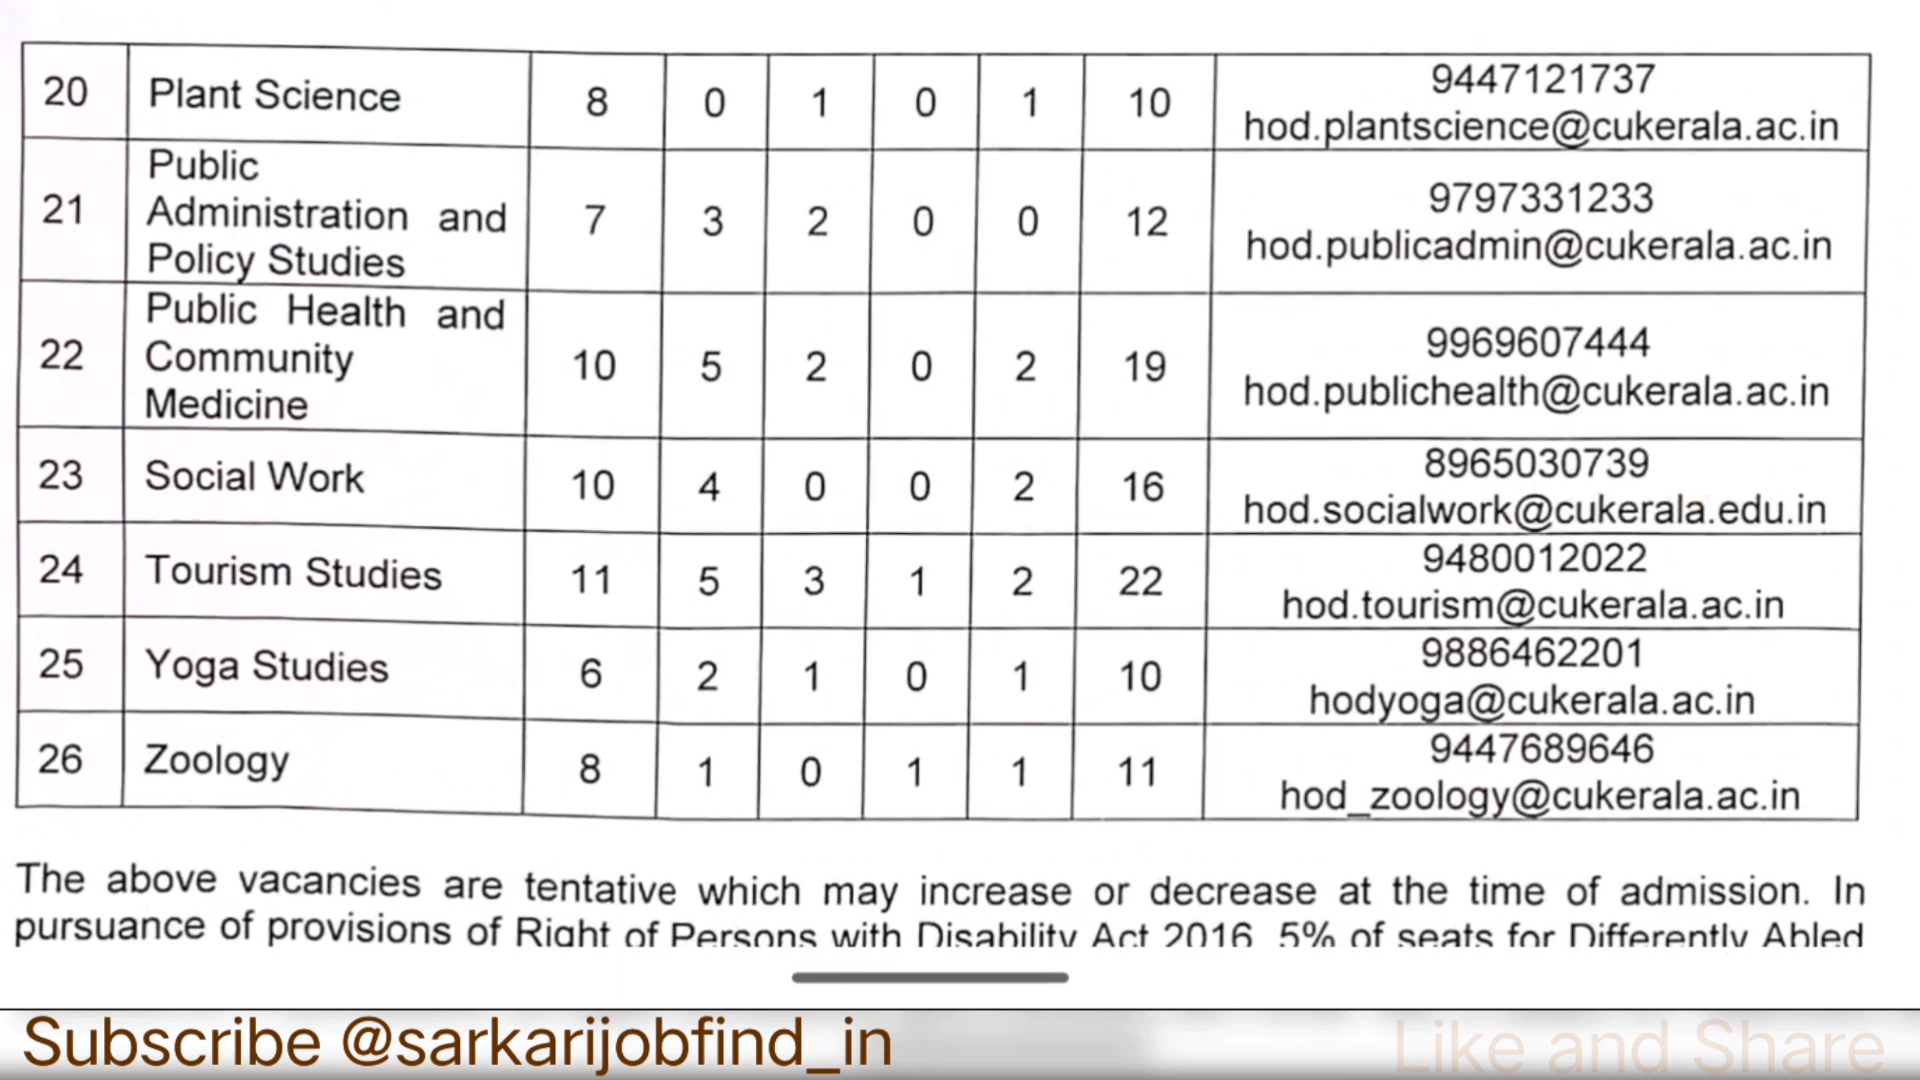 20 Plant Science 8 0 1 0 1 10 9447121737
hod.plantscience@cukerala.ac.in
21 Public
Administration and
Policy Studies 7 3 2 0 0 12 9797331233
hod.publicadmin@cukerala.ac.in
22 Public Health and
Community
Medicine 10 5 2 0 2 19 9969607444
hod.publichealth@cukerala.ac.in
23 Social Work 10 4 0 0 2 16 8965030739
hod.socialwork@cukerala.edu.in
24 Tourism Studies 11 5 3 1 2 22 9480012022
hod.tourism@cukerala.ac.in
25 Yoga Studies 6 2 1 0 1 10 9886462201
hodyoga@cukerala.ac.in
26 Zoology 8 1 0 1 1 11 9447689646
hod_zoology@cukerala.ac.in
The above vacancies are tentative which may increase or decrease at the time of admission. In
pursuance of provisions of Right of Persons with Disability Act 2016 5% of seats for Differently Abled
Subscribe @sarkarijobfind_in
Like and Share